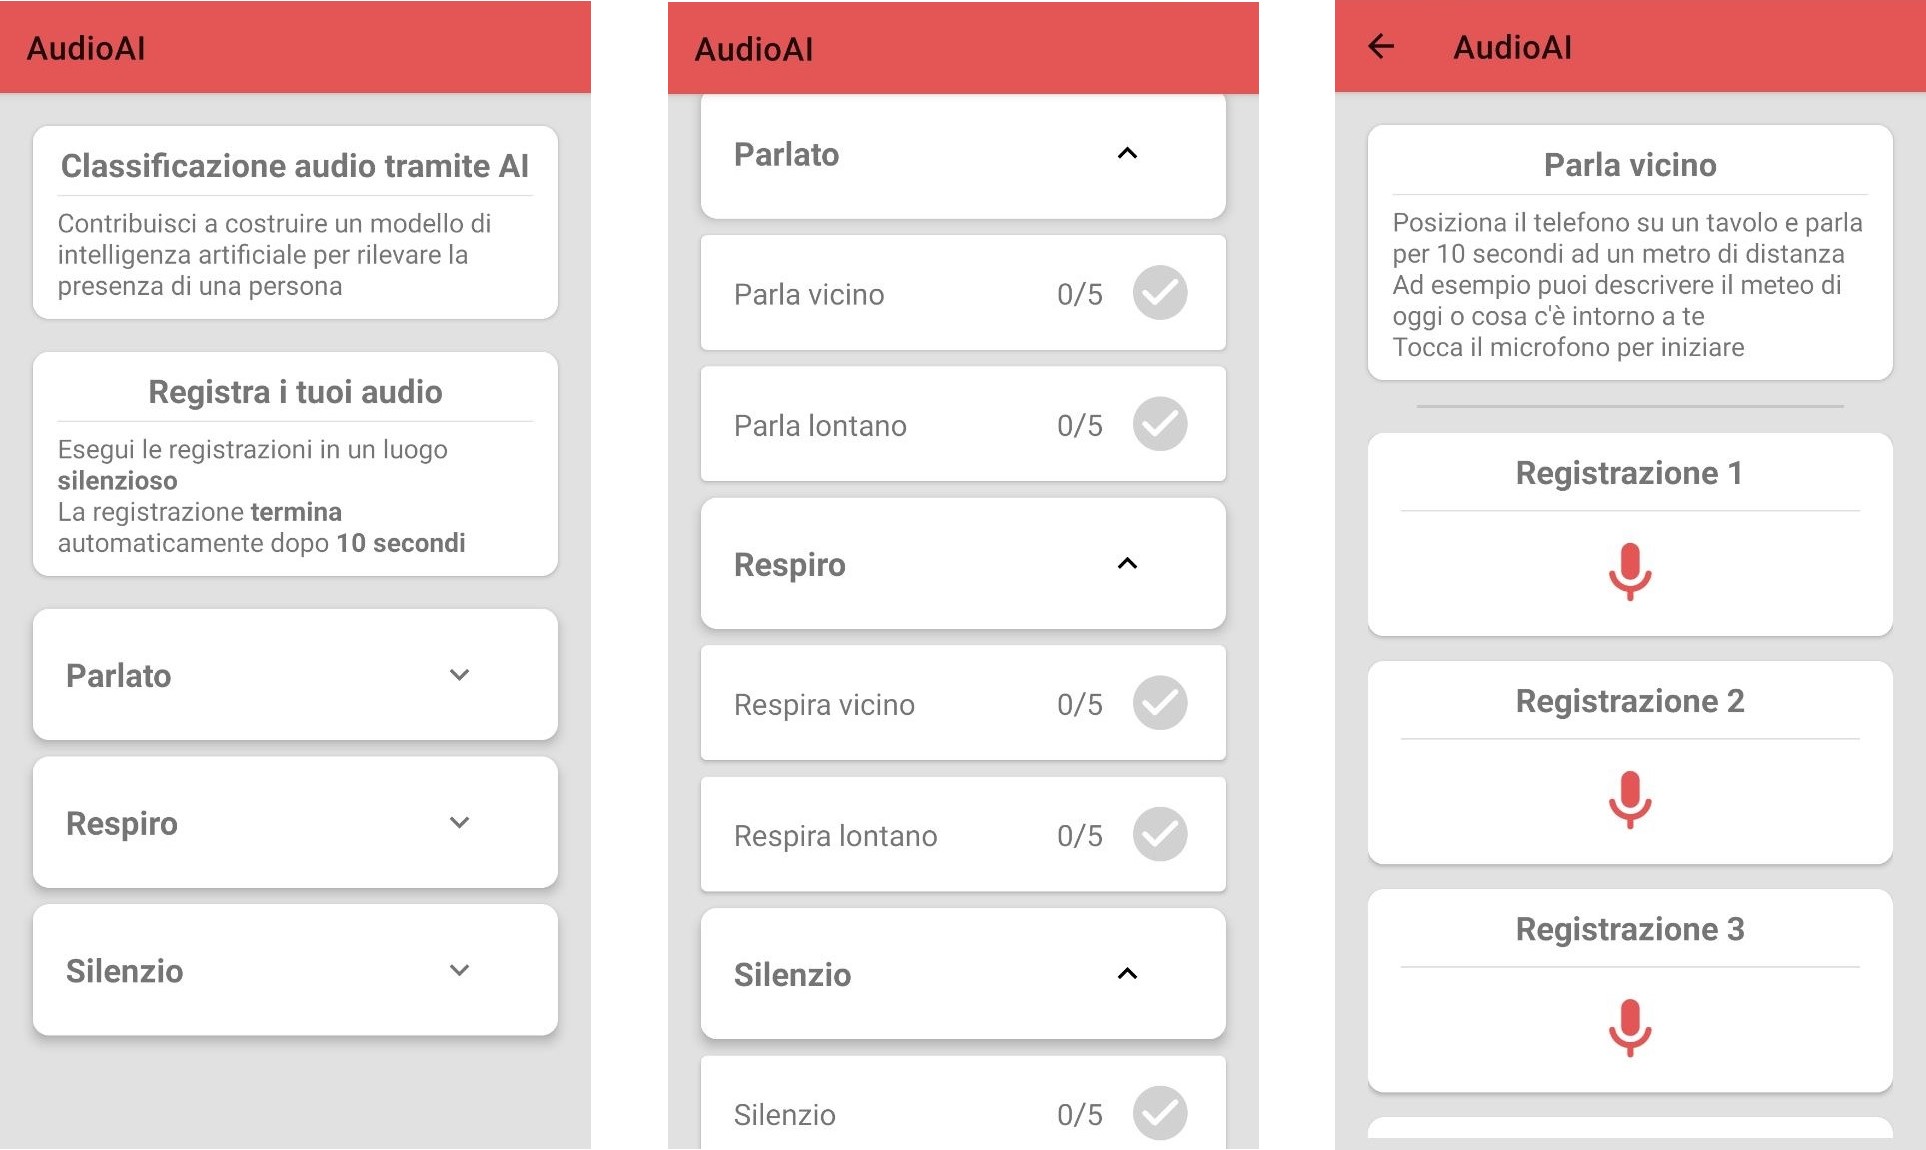 AudioAI
Classificazione audio tramite AI
Contribuisci a costruire un modello di
intelligenza artificiale per rilevare la
presenza di una persona
Registra i tuoi audio
Esegui le registrazioni in un luogo
silenzioso
La registrazione termina
automaticamente dopo 10 secondi
Parlato
Respiro
Silenzio
AudioAI
Parlato
Parla vicino 0/5
Parla lontano 0/5
Respiro
Respira vicino 0/5
Respira lontano 0/5
Silenzio
Silenzio 0/5
AudioAI
Parla vicino
Posiziona il telefono su un tavolo e parla
per 10 secondi ad un metro di distanza
Ad esempio puoi descrivere il meteo di
oggi o cosa c'è intorno a te
Tocca il microfono per iniziare
Registrazione 1
Registrazione 2
Registrazione 3